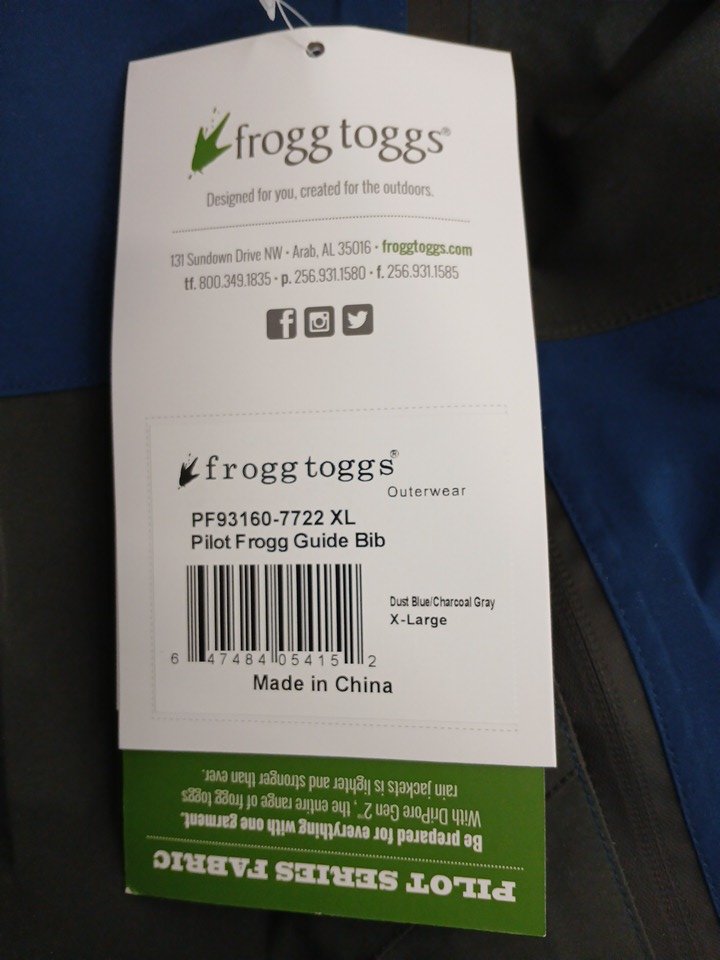 frogg toggs®
Designed for you, created for the outdoors.
131 Sundown Drive NW • Arab, AL 35016 • froggtoggs.com
tf. 800.349.1835 • p. 256.931.1580 • f. 256.931.1585
frogg toggs®
Outerwear
PF93160-7722 XL
Pilot Frogg Guide Bib
Dust Blue/Charcoal Gray
X-Large
6 47484 05415 2
Made in China
PILOT SERIES FABRIC
Be prepared for everything with one garment.
With DriPore Gen 2™, the entire range of frogg toggs
rain jackets is lighter and stronger than ever.